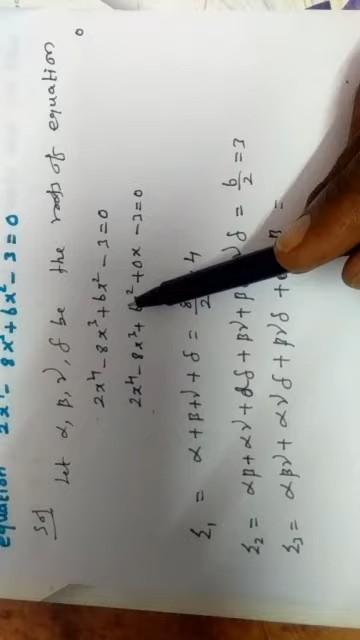 equation 2x⁴ - 8x³ + 6x² - 3 = 0
Sol
Let α, β, γ, δ be the roots of equation
2x⁴ - 8x³ + 6x² - 3 = 0
2x⁴ - 8x³ + 6x² + 0x - 3 = 0
Σ₁ = α + β + γ + δ = 8/2 4
Σ₂ = αβ + αγ + αδ + βγ + β γδ = 6/2 = 3
Σ₃ = αβγ + αγδ + βγδ + β =